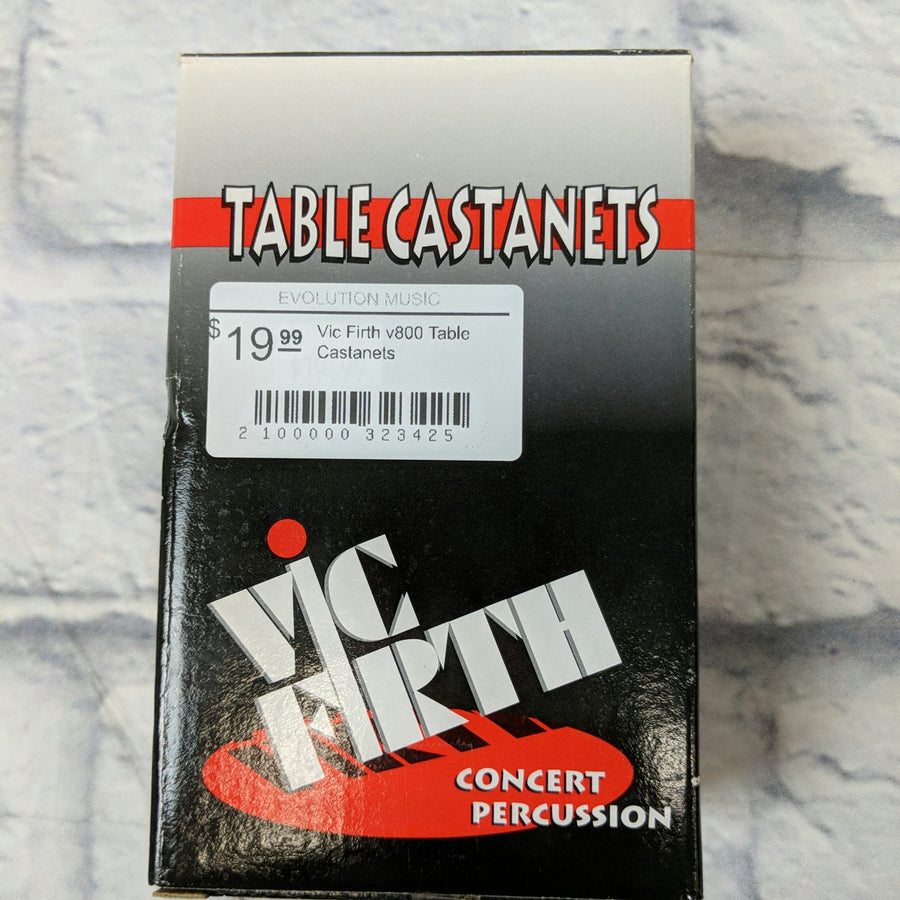 TABLE CASTANETS
EVOLUTION MUSIC
$19.99 Vic Firth v800 Table
Castanets
2 100000 323425
VIC
FIRTH
CONCERT
PERCUSSION